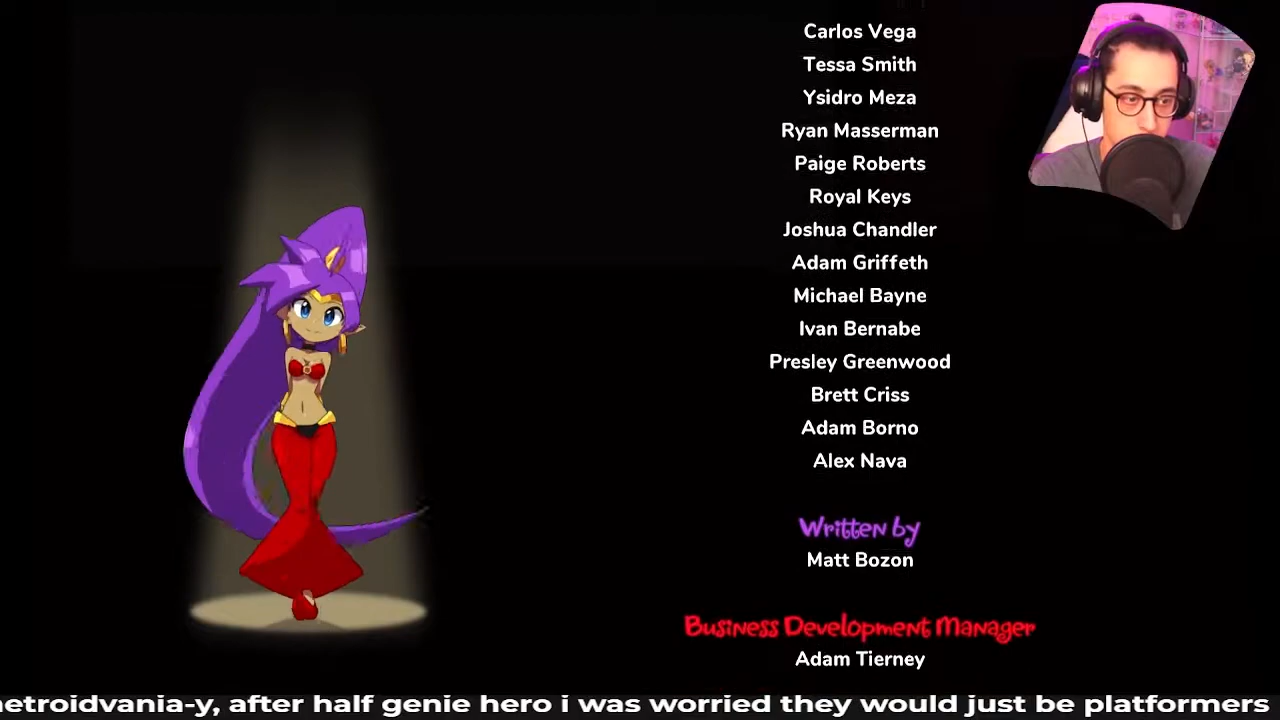 Carlos Vega
Tessa Smith
Ysidro Meza
Ryan Masserman
Paige Roberts
Royal Keys
Joshua Chandler
Adam Griffeth
Michael Bayne
Ivan Bernabe
Presley Greenwood
Brett Criss
Adam Borno
Alex Nava
Written by
Matt Bozon
Business Development Manager
Adam Tierney
etroidvania-y, after half genie hero i was worried they would just be platformers